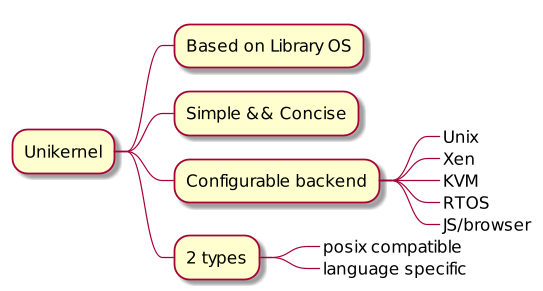 Unikernel
Based on Library OS
Simple && Concise
Configurable backend
Unix
Xen
KVM
RTOS
JS/browser
2 types
posix compatible
language specific